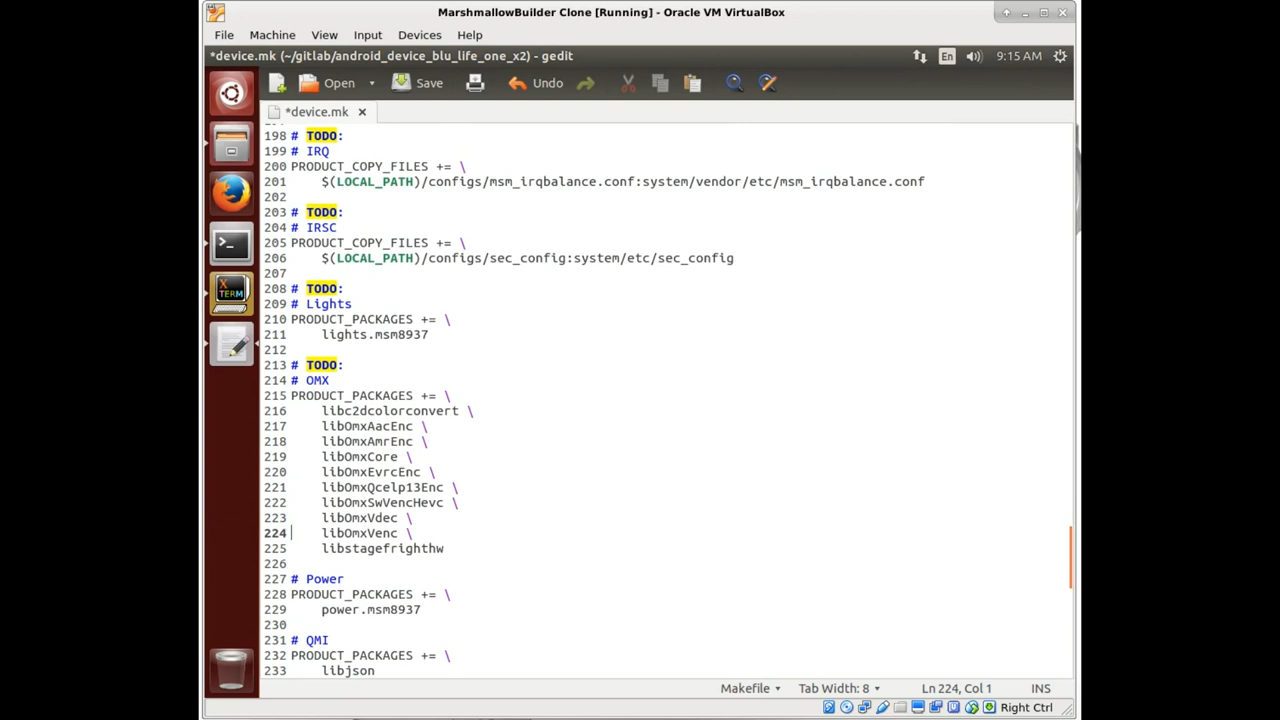 MarshmallowBuilder Clone [Running] - Oracle VM VirtualBox
File Machine View Input Devices Help
*device.mk (~/gitlab/android_device_blu_life_one_x2) - gedit
En 9:15 AM
Open Save Undo
*device.mk ×
198 # TODO:
199 # IRQ
200 PRODUCT_COPY_FILES += \
201 $(LOCAL_PATH)/configs/msm_irqbalance.conf:system/vendor/etc/msm_irqbalance.conf
202
203 # TODO:
204 # IRSC
205 PRODUCT_COPY_FILES += \
206 $(LOCAL_PATH)/configs/sec_config:system/etc/sec_config
207
208 # TODO:
209 # Lights
210 PRODUCT_PACKAGES += \
211 lights.msm8937
212
213 # TODO:
214 # OMX
215 PRODUCT_PACKAGES += \
216 libc2dcolorconvert \
217 libOmxAacEnc \
218 libOmxAmrEnc \
219 libOmxCore \
220 libOmxEvrcEnc \
221 libOmxQcelp13Enc \
222 libOmxSwVencHevc \
223 libOmxVdec \
224 libOmxVenc \
225 libstagefrighthw
226
227 # Power
228 PRODUCT_PACKAGES += \
229 power.msm8937
230
231 # QMI
232 PRODUCT_PACKAGES += \
233 libjson
X TERM
Makefile Tab Width: 8 Ln 224, Col 1 INS
Right Ctrl